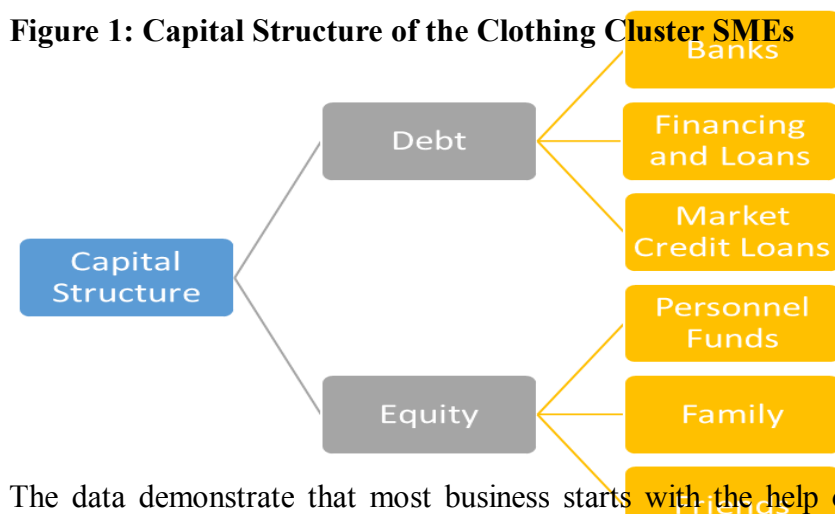 Figure 1: Capital Structure of the Clothing Cluster SMEs
Banks
Debt
Financing
and Loans
Market
Credit Loans
Capital
Structure
Personnel
Funds
Equity
Family
Friends
The data demonstrate that most business starts with the help